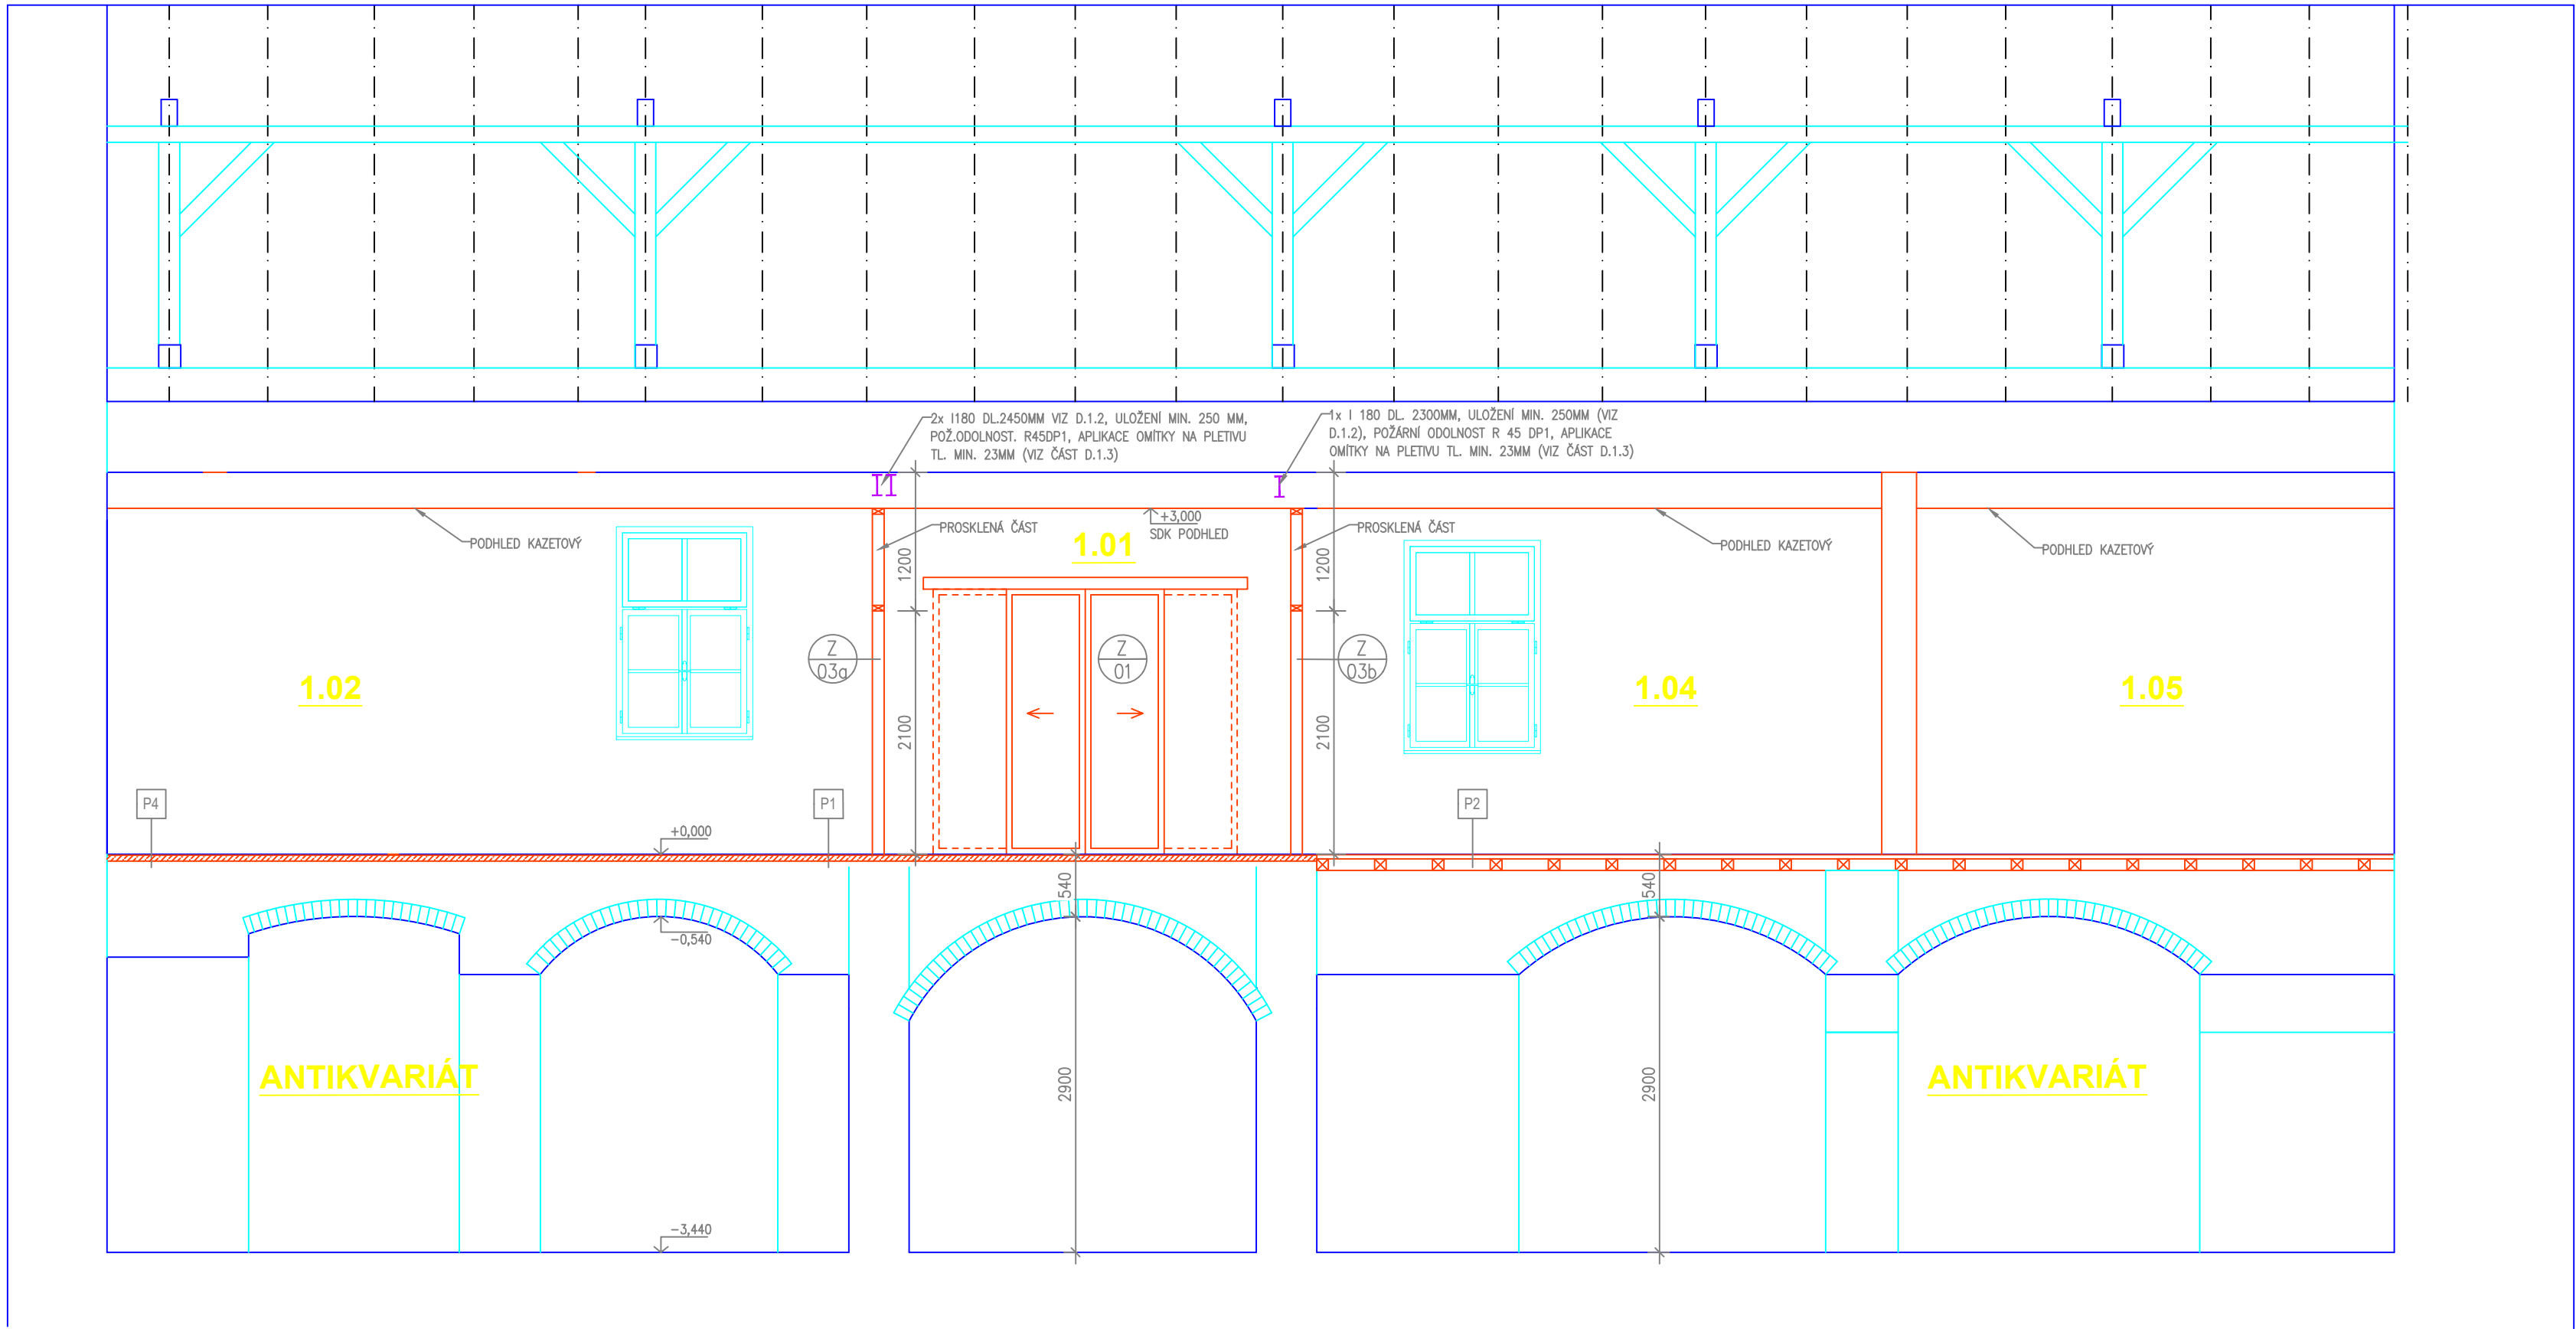 2x I180 DL.2450MM VIZ D.1.2, ULOŽENÍ MIN. 250 MM,
POŽ.ODOLNOST. R45DP1, APLIKACE OMÍTKY NA PLETIVU
TL. MIN. 23MM (VIZ ČÁST D.1.3)
1x I 180 DL. 2300MM, ULOŽENÍ MIN. 250MM (VIZ
D.1.2), POŽÁRNÍ ODOLNOST R 45 DP1, APLIKACE
OMÍTKY NA PLETIVU TL. MIN. 23MM (VIZ ČÁST D.1.3)
PODHLED KAZETOVÝ
PROSKLENÁ ČÁST
+3,000
SDK PODHLED
1.01
PROSKLENÁ ČÁST
PODHLED KAZETOVÝ
PODHLED KAZETOVÝ
1200
1200
Z
03a
Z
01
Z
03b
1.02
1.04
1.05
2100
2100
P4
P1
P2
+0,000
540
540
-0,540
ANTIKVARIÁT
2900
2900
ANTIKVARIÁT
-3,440